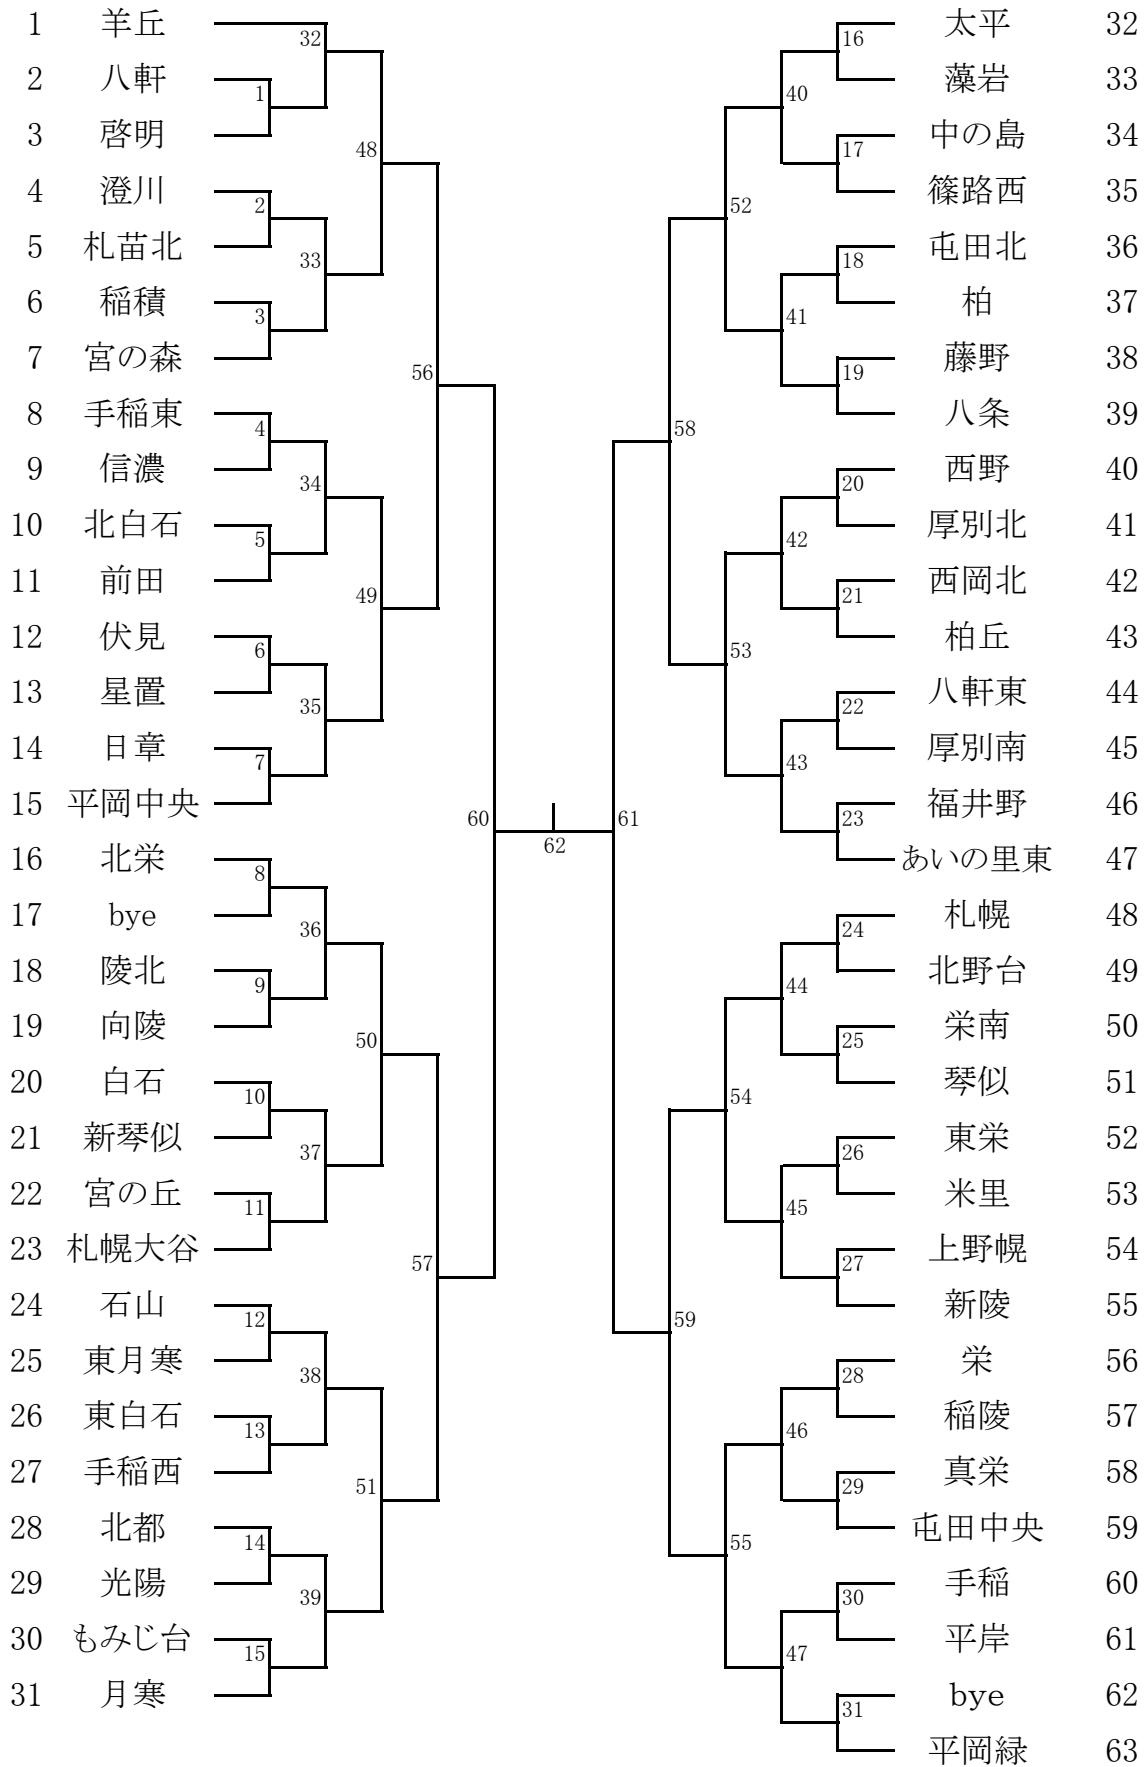 1 羊丘
2 八軒
3 啓明
4 澄川
5 札苗北
6 稲積
7 宮の森
8 手稲東
9 信濃
10 北白石
11 前田
12 伏見
13 星置
14 日章
15 平岡中央
16 北栄
17 bye
18 陵北
19 向陵
20 白石
21 新琴似
22 宮の丘
23 札幌大谷
24 石山
25 東月寒
26 東白石
27 手稲西
28 北都
29 光陽
30 もみじ台
31 月寒
1
2
3
4
5
6
7
8
9
10
11
12
13
14
15
32
33
34
35
36
37
38
39
48
49
50
51
56
57
60
62
61
58
59
52
53
54
55
40
41
42
43
44
45
46
47
16
17
18
19
20
21
22
23
24
25
26
27
28
29
30
31
太平 32
藻岩 33
中の島 34
篠路西 35
屯田北 36
柏 37
藤野 38
八条 39
西野 40
厚別北 41
西岡北 42
柏丘 43
八軒東 44
厚別南 45
福井野 46
あいの里東 47
札幌 48
北野台 49
栄南 50
琴似 51
東栄 52
米里 53
上野幌 54
新陵 55
栄 56
稲陵 57
真栄 58
屯田中央 59
手稲 60
平岸 61
bye 62
平岡緑 63